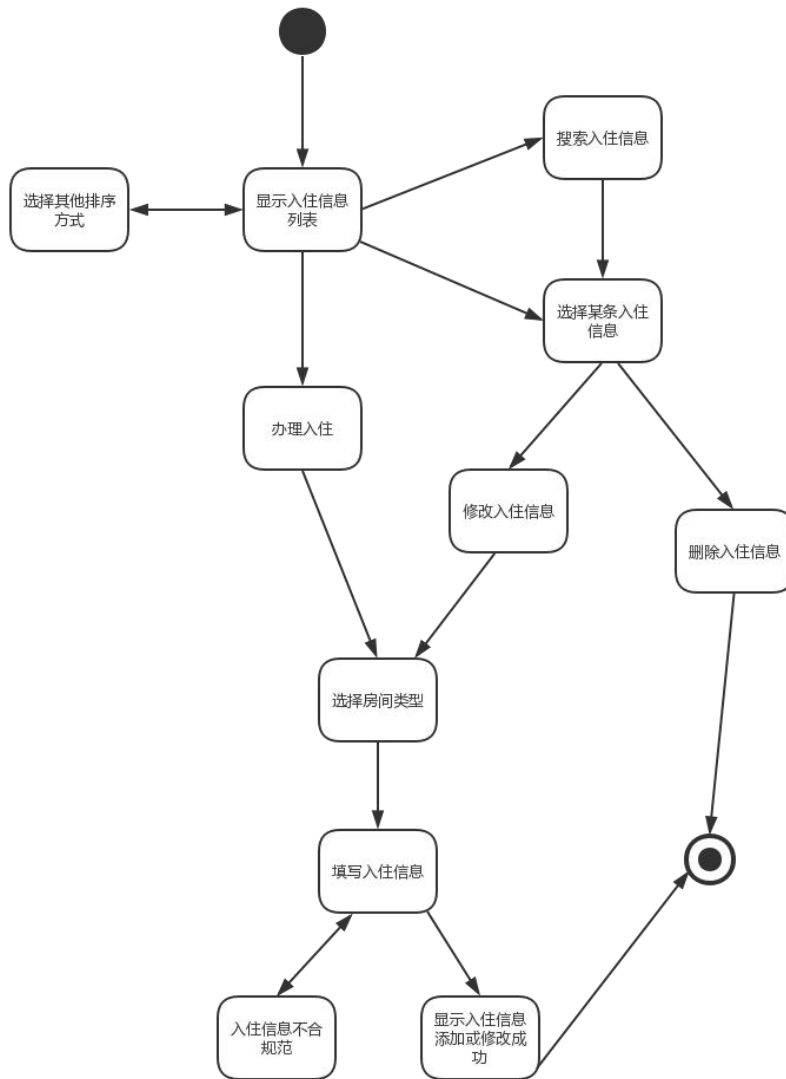 搜索入住信息
选择其他排序
方式
显示入住信息
列表
选择某条入住
信息
办理入住
修改入住信息
删除入住信息
选择房间类型
填写入住信息
入住信息不合
规范
显示入住信息
添加或修改成
功